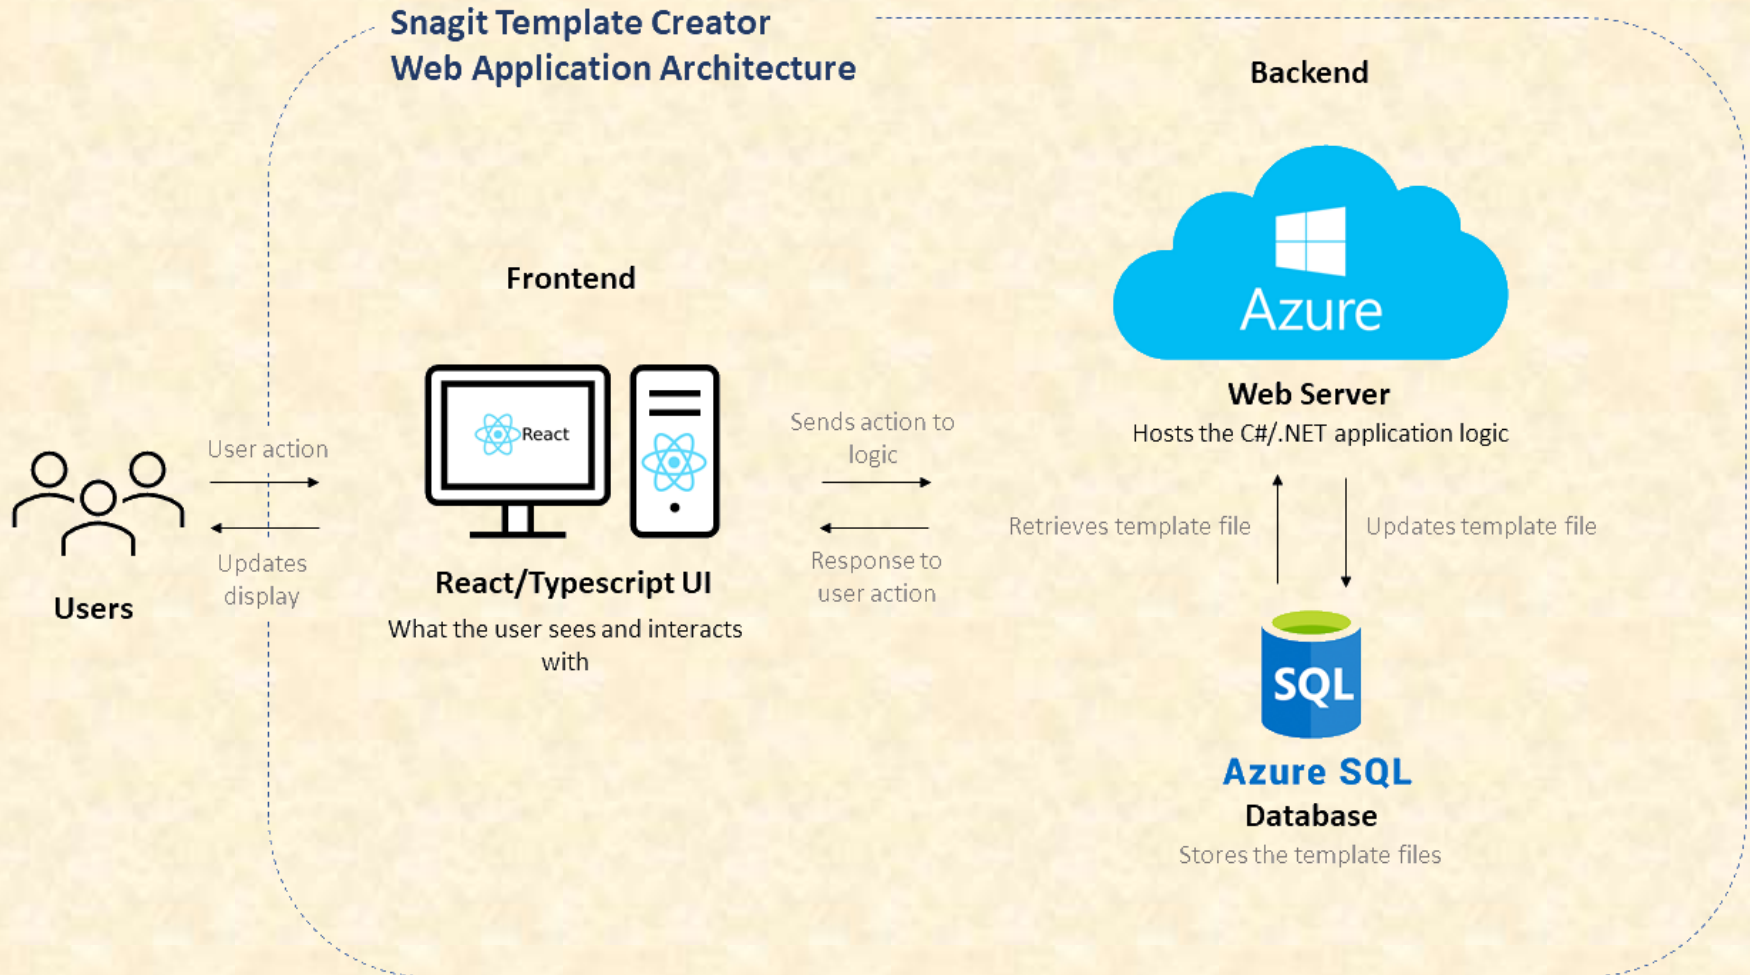 Snagit Template Creator
Web Application Architecture
Backend
Azure
Web Server
Hosts the C#/.NET application logic
Frontend
React
React/Typescript UI
What the user sees and interacts
with
Users
User action
Updates
display
Sends action to
logic
Response to
user action
Retrieves template file
Updates template file
SQL
Azure SQL
Database
Stores the template files